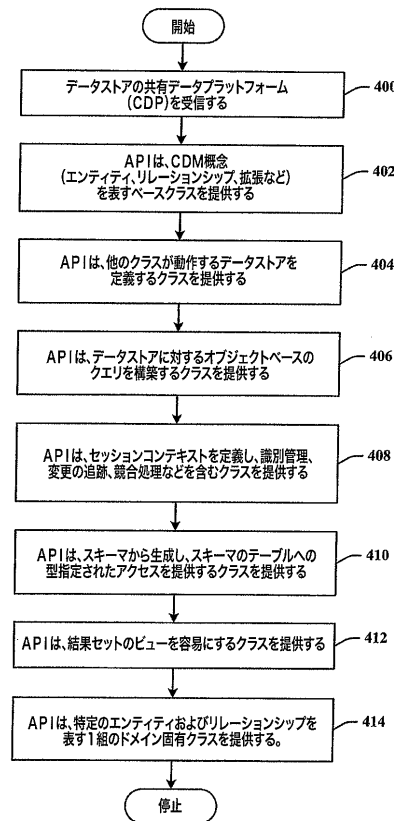 開始
データストアの共有データプラットフォーム
(CDP)を受信する
400
APIは、CDM概念
(エンティティ、リレーションシップ、拡張など)
を表すベースクラスを提供する
402
APIは、他のクラスが動作するデータストアを
定義するクラスを提供する
404
APIは、データストアに対するオブジェクトベースの
クエリを構築するクラスを提供する
406
APIは、セッションコンテキストを定義し、識別管理、
変更の追跡、競合処理などを含むクラスを提供する
408
APIは、スキーマから生成し、スキーマのテーブルへの
型指定されたアクセスを提供するクラスを提供する
410
APIは、結果セットのビューを容易にするクラスを提供する
412
APIは、特定のエンティティおよびリレーションシップを
表す1組のドメイン固有クラスを提供する。
414
停止